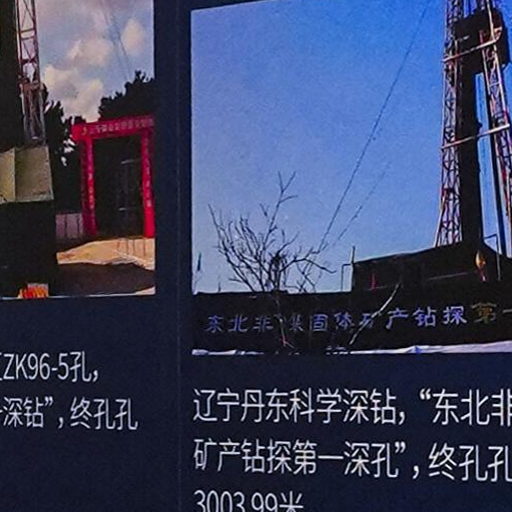 东北非 集固体矿产钻探第一
ZK96-5孔,
深钻”, 终孔孔
辽宁丹东科学深钻, “东北非
矿产钻探第一深孔”, 终孔孔
3003.99米